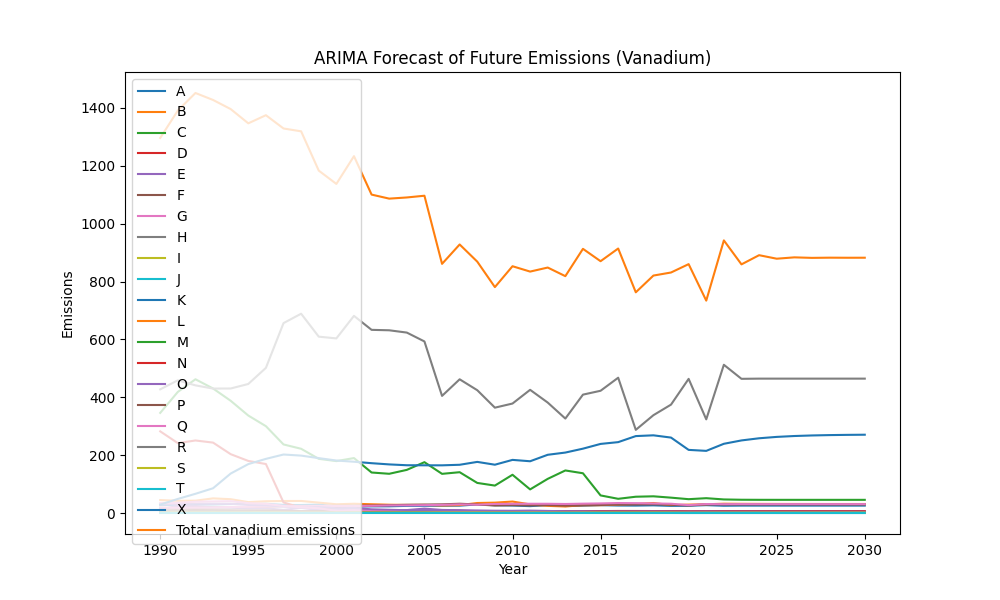 ARIMA Forecast of Future Emissions (Vanadium)
1400
1200
1000
800
600
400
200
0
Emissions
A
B
C
D
E
F
G
H
I
J
K
L
M
N
O
P
Q
R
S
T
X
Total vanadium emissions
1990 1995 2000 2005 2010 2015 2020 2025 2030
Year